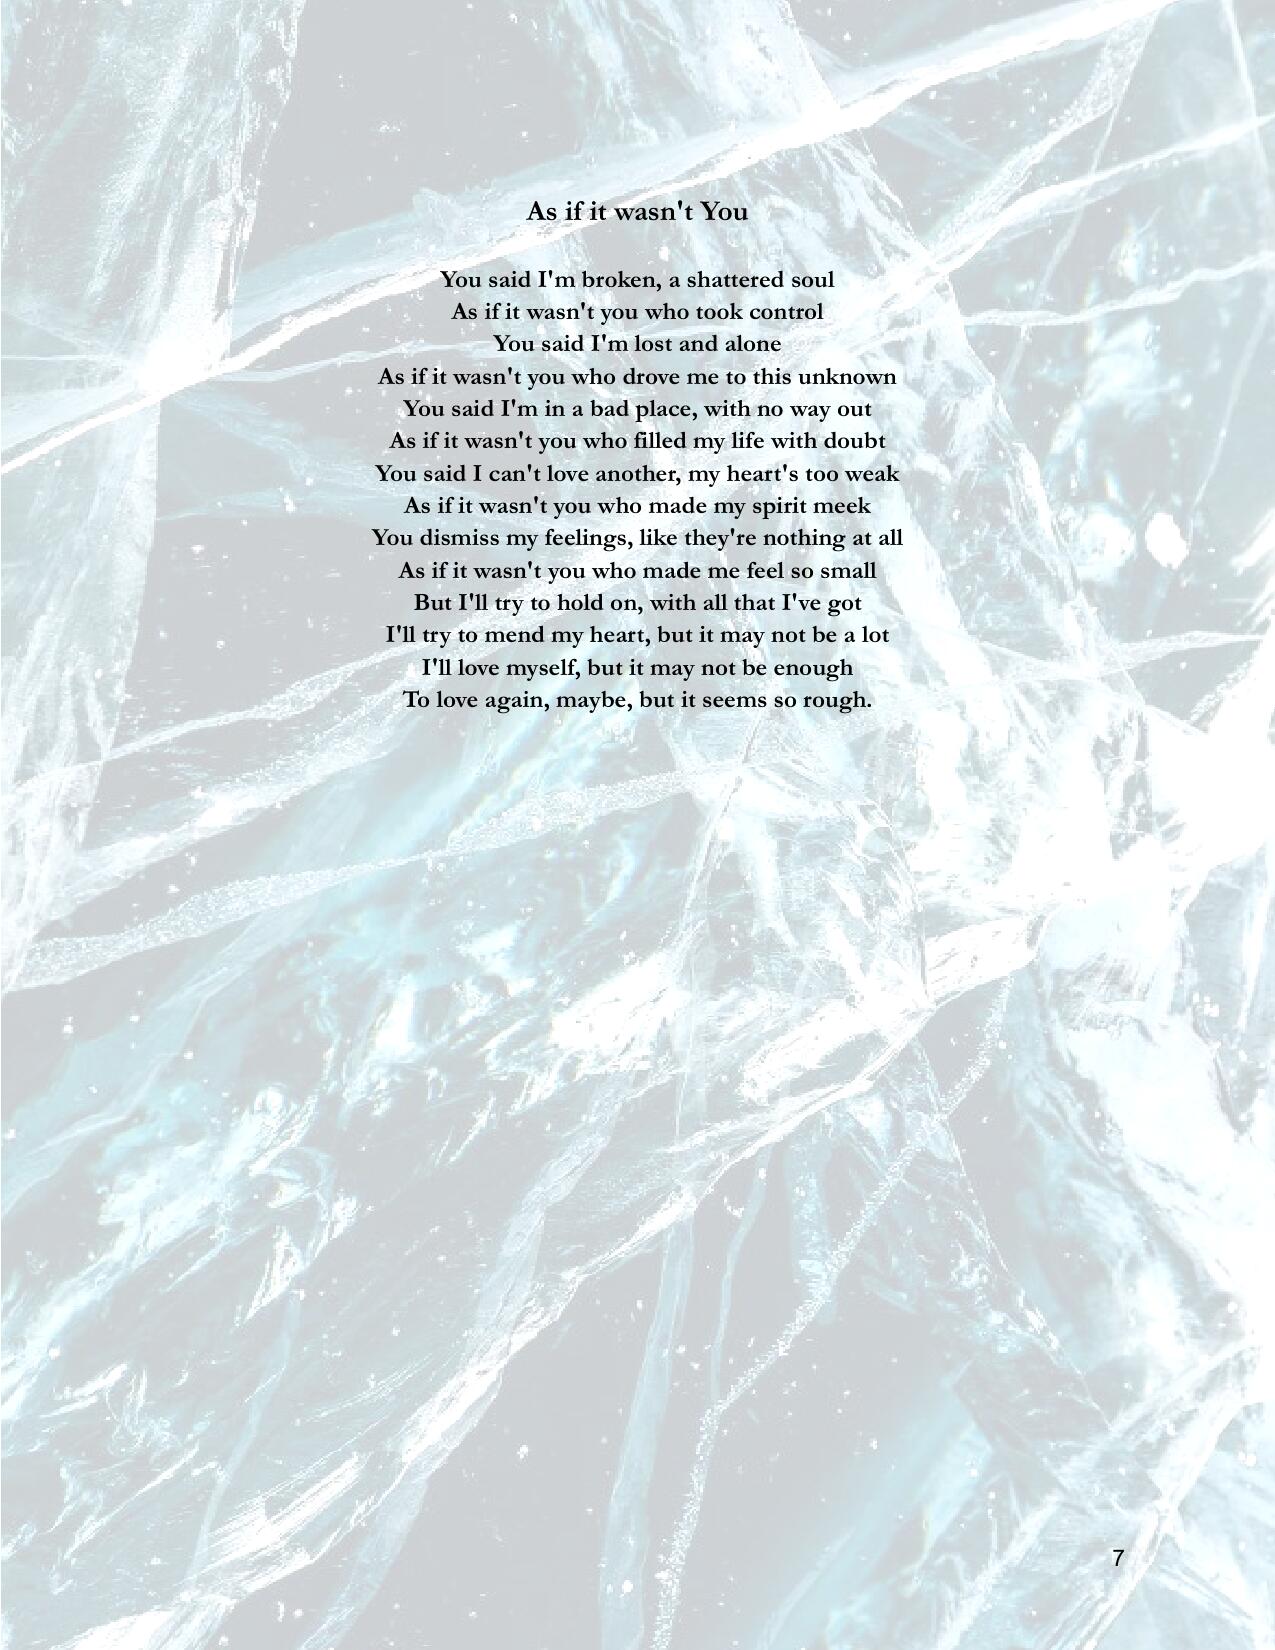 As if it wasn't You
You said I'm broken, a shattered soul
As if it wasn't you who took control
You said I'm lost and alone
As if it wasn't you who drove me to this unknown
You said I'm in a bad place, with no way out
As if it wasn't you who filled my life with doubt
You said I can't love another, my heart's too weak
As if it wasn't you who made my spirit meek
You dismiss my feelings, like they're nothing at all
As if it wasn't you who made me feel so small
But I'll try to hold on, with all that I've got
I'll try to mend my heart, but it may not be a lot
I'll love myself, but it may not be enough
To love again, maybe, but it seems so rough.
7